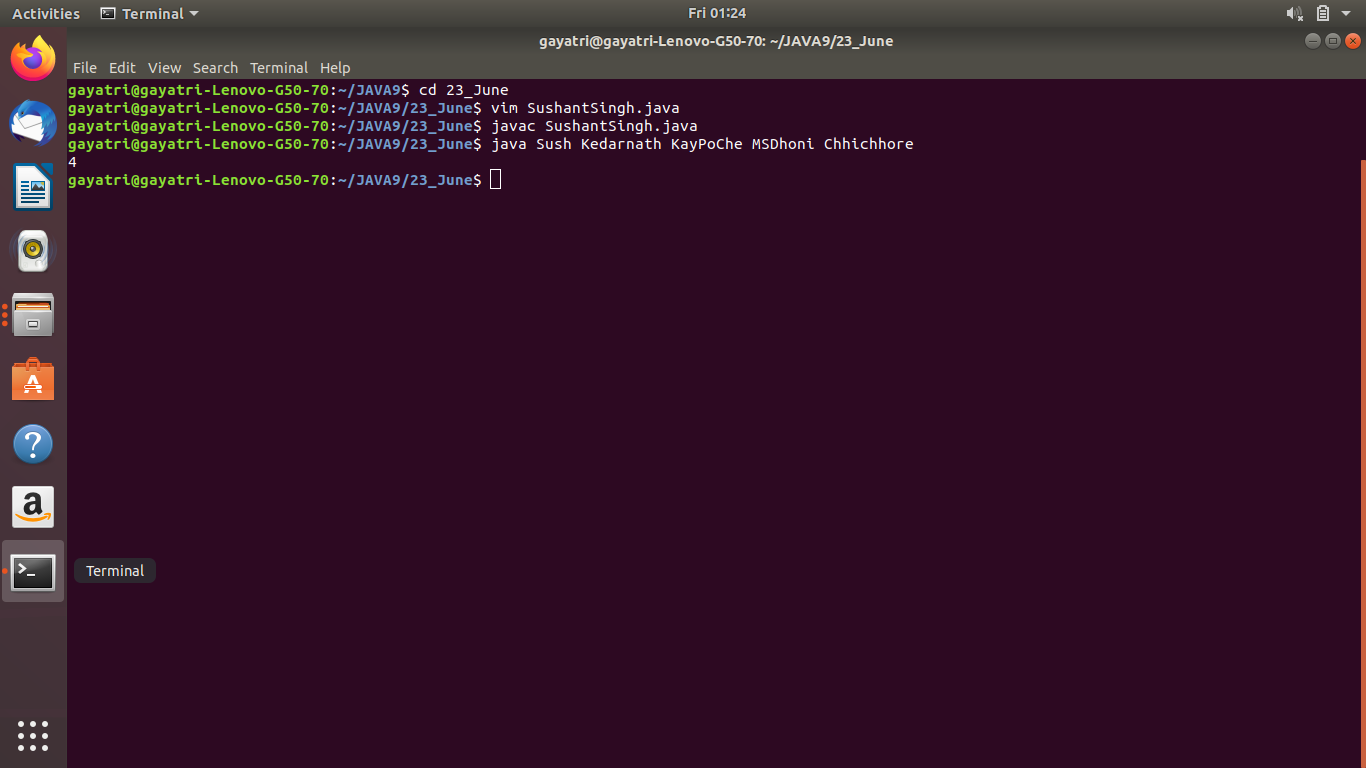 Activities Terminal Fri 01:24
gayatri@gayatri-Lenovo-G50-70: ~/JAVA9/23_June
File Edit View Search Terminal Help
gayatri@gayatri-Lenovo-G50-70:~/JAVA9$ cd 23_June
gayatri@gayatri-Lenovo-G50-70:~/JAVA9/23_June$ vim SushantSingh.java
gayatri@gayatri-Lenovo-G50-70:~/JAVA9/23_June$ javac SushantSingh.java
gayatri@gayatri-Lenovo-G50-70:~/JAVA9/23_June$ java Sush Kedarnath KayPoChe MSDhoni Chhichhore
4
gayatri@gayatri-Lenovo-G50-70:~/JAVA9/23_June$
Terminal